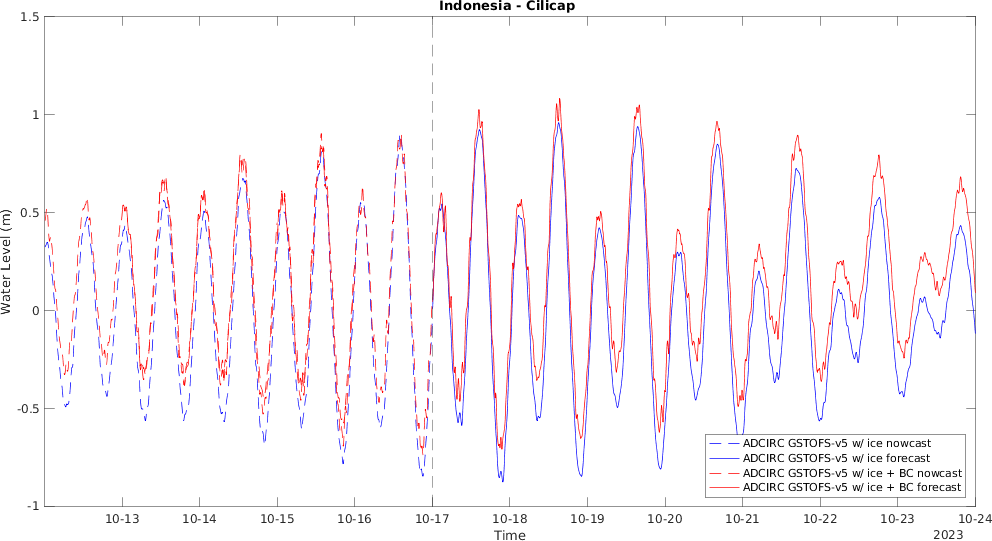 Indonesia - Cilicap
1.5
1
0.5
0
-0.5
-1
Water Level (m)
ADCIRC GSTOFS-v5 w/ ice nowcast
ADCIRC GSTOFS-v5 w/ ice forecast
ADCIRC GSTOFS-v5 w/ ice + BC nowcast
ADCIRC GSTOFS-v5 w/ ice + BC forecast
10-13 10-14 10-15 10-16 10-17 10-18 10-19 10-20 10-21 10-22 10-23 10-24
Time
2023